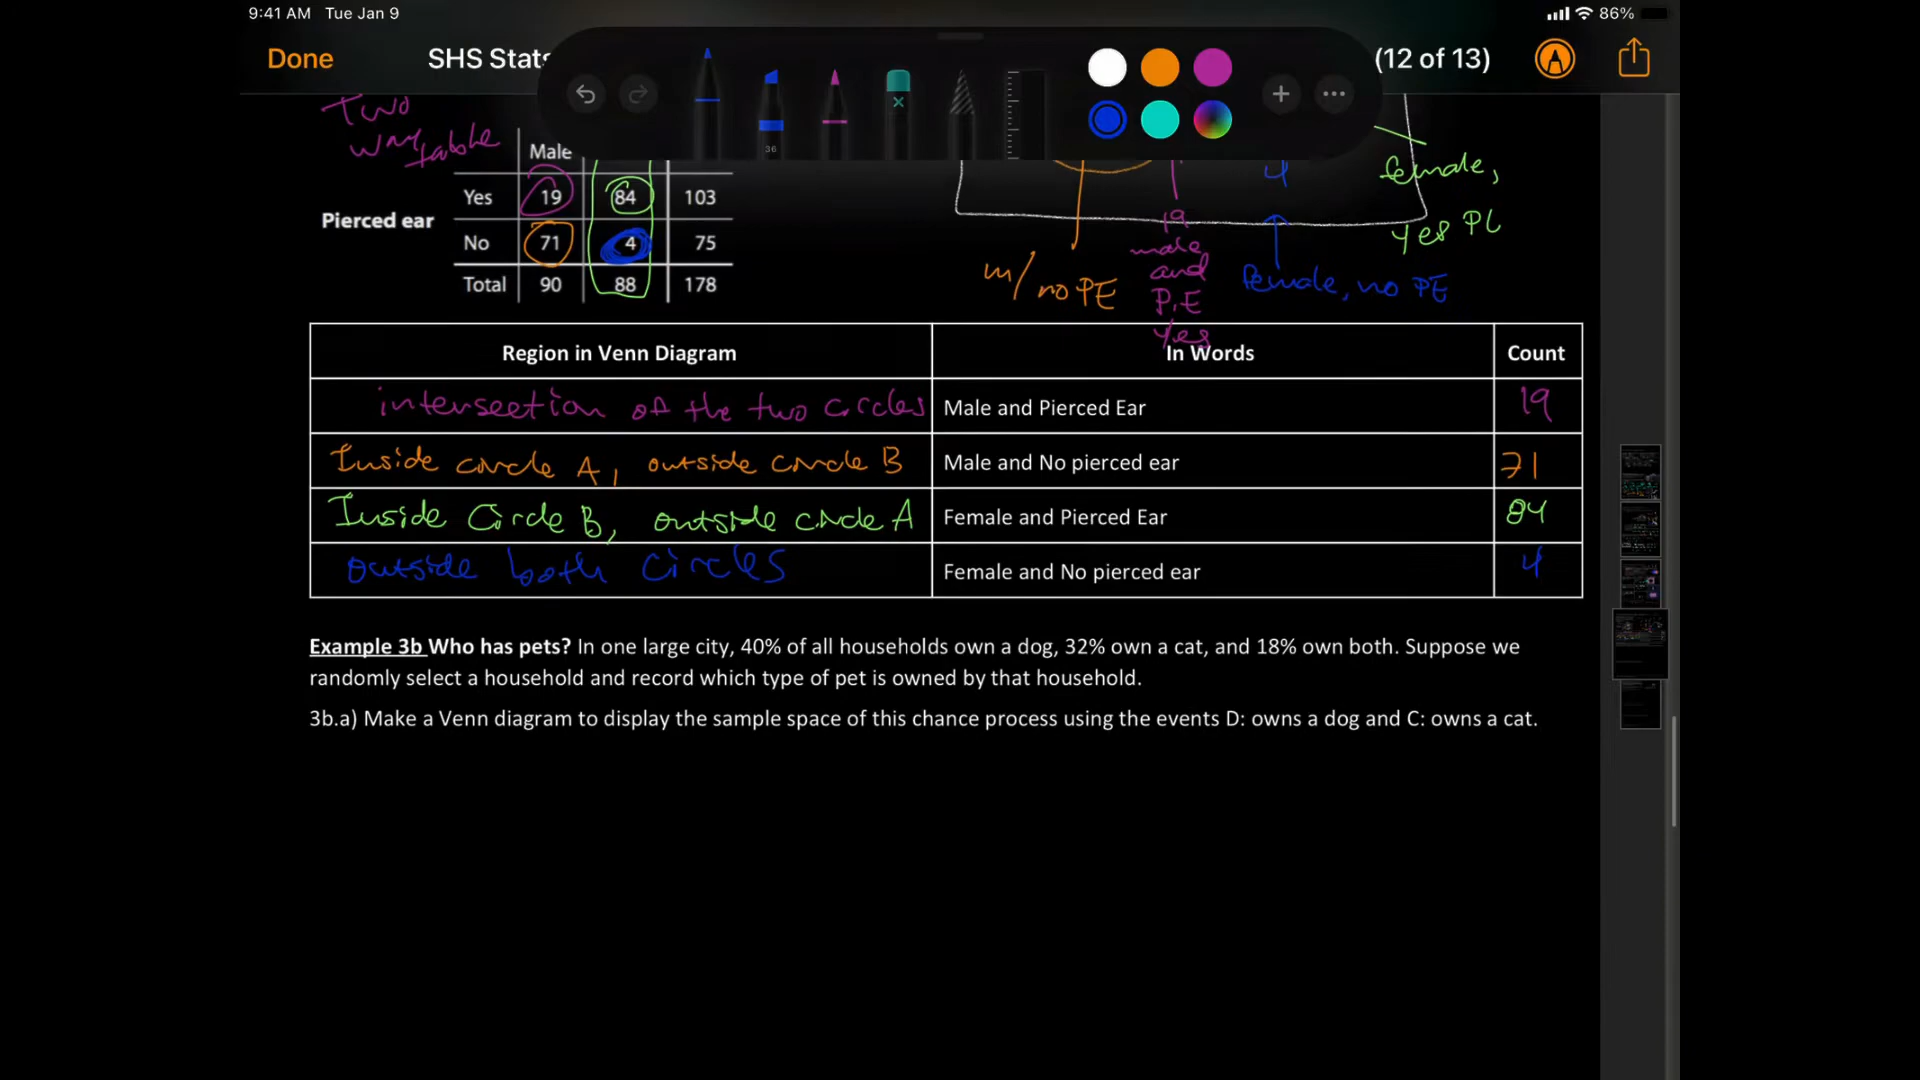 9:41 AM Tue Jan 9
86%
Done
SHS Stats
(12 of 13)
36
Two
way table
Male
Yes 19 84 103
Pierced ear
No 71 4 75
Total 90 88 178
4
female,
yes PE
19
male
and
P.E
Yes
m/
no PE
female, no PE
Region in Venn Diagram In Words Count
intersection of the two circles Male and Pierced Ear 19
Inside circle A, outside circle B Male and No pierced ear 71
Inside Circle B, outside circle A Female and Pierced Ear 84
outside both circles Female and No pierced ear 4
Example 3b Who has pets? In one large city, 40% of all households own a dog, 32% own a cat, and 18% own both. Suppose we
randomly select a household and record which type of pet is owned by that household.
3b.a) Make a Venn diagram to display the sample space of this chance process using the events D: owns a dog and C: owns a cat.